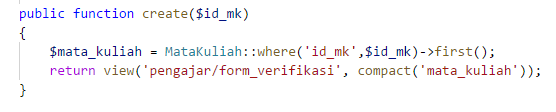 public function create($id_mk)
{
    $mata_kuliah = MataKuliah::where('id_mk',$id_mk)->first();
    return view('pengajar/form_verifikasi', compact('mata_kuliah'));
}